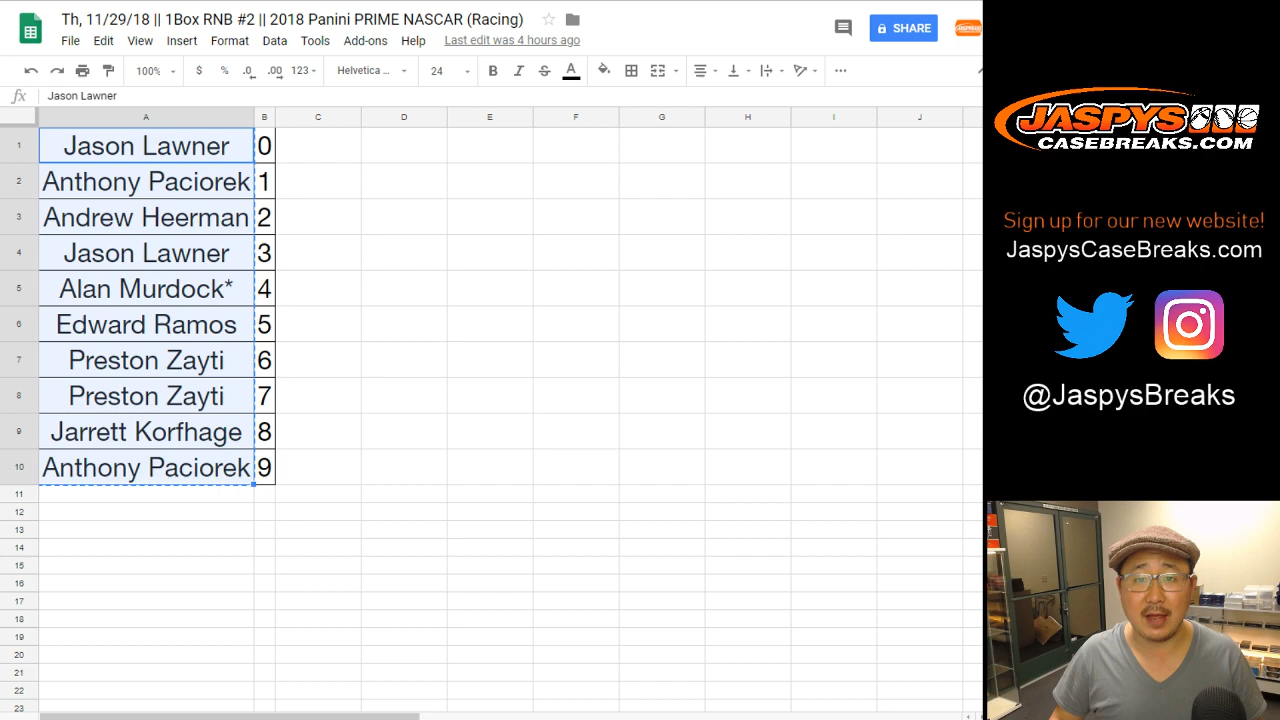 Th, 11/29/18 || 1Box RNB #2 || 2018 Panini PRIME NASCAR (Racing)
File Edit View Insert Format Data Tools Add-ons Help Last edit was 4 hours ago
SHARE
100% $ % .0 .00 123 Helvetica ... 24 B I S A
fx Jason Lawner
A B C D E F G H I J
1 Jason Lawner 0
2 Anthony Paciorek 1
3 Andrew Heerman 2
4 Jason Lawner 3
5 Alan Murdock* 4
6 Edward Ramos 5
7 Preston Zayti 6
8 Preston Zayti 7
9 Jarrett Korfhage 8
10 Anthony Paciorek 9
11
12
13
14
15
16
17
18
19
20
21
22
23
JASPYS
CASEBREAKS.COM
Sign up for our new website!
JaspysCaseBreaks.com
@JaspysBreaks